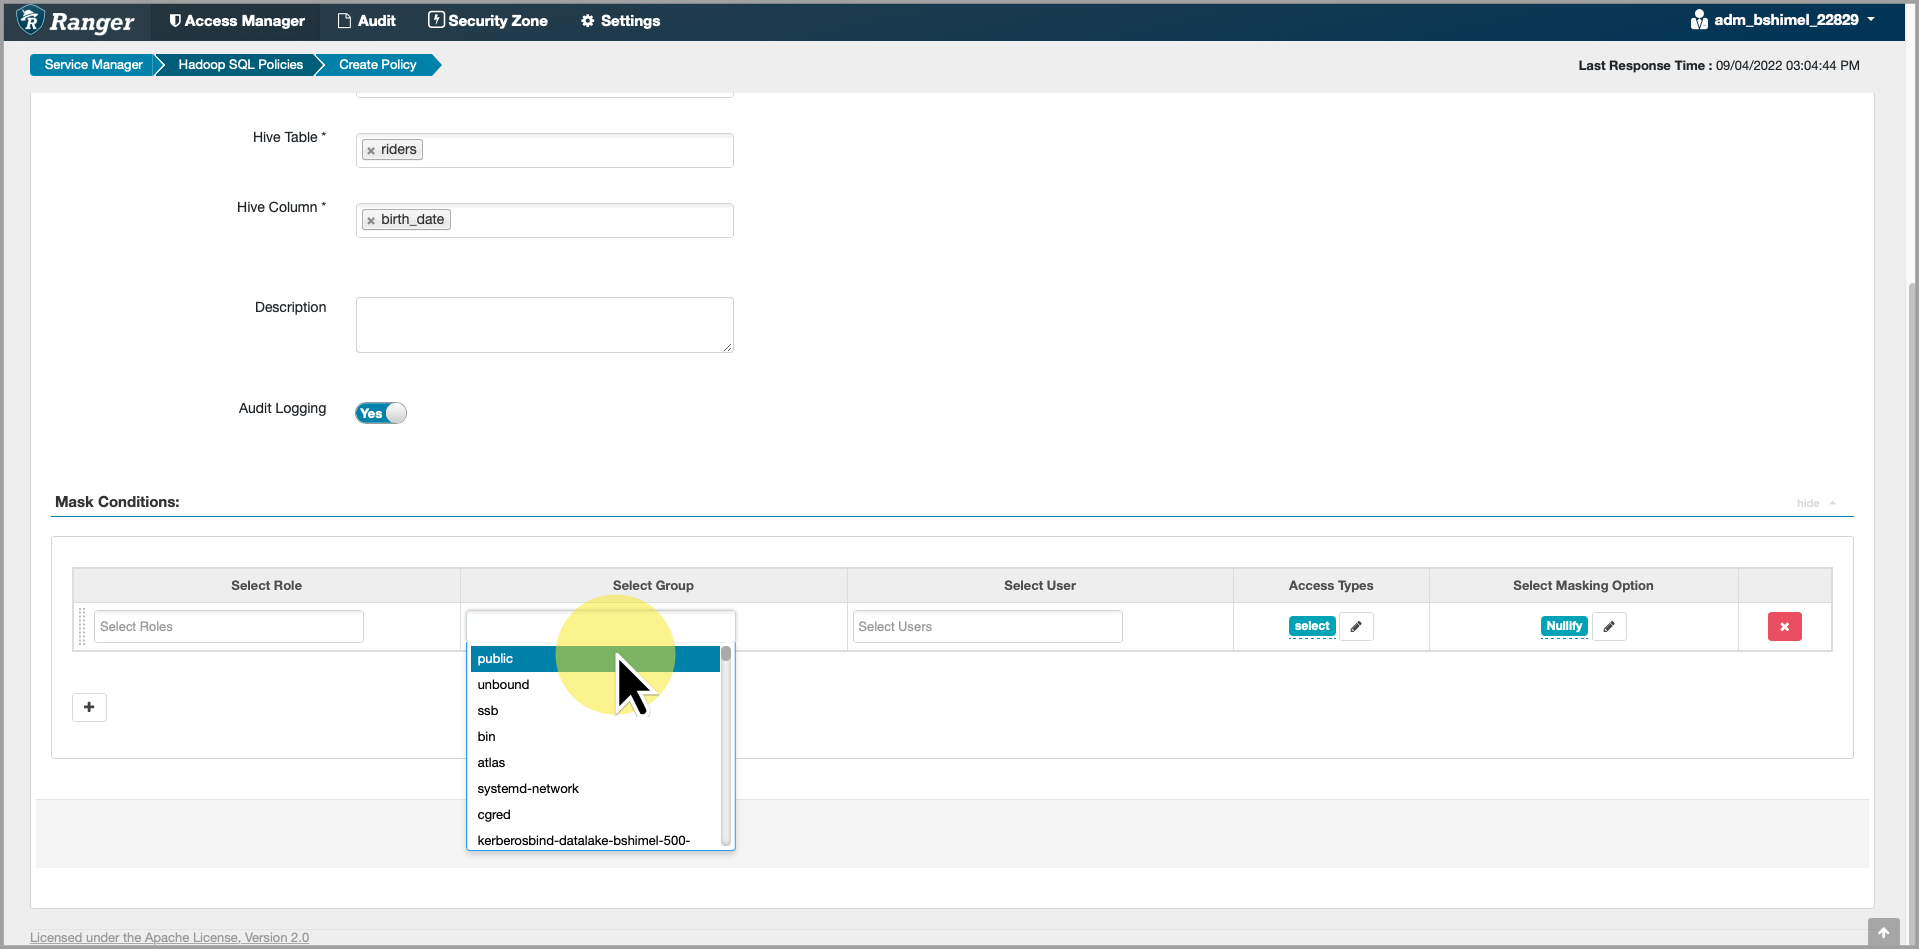 Ranger Access Manager Audit Security Zone Settings adm_bshimel_22829
Service Manager Hadoop SQL Policies Create Policy Last Response Time : 09/04/2022 03:04:44 PM
Hive Table *
× riders
Hive Column *
× birth_date
Description
Audit Logging
Yes
Mask Conditions:
hide
Select Role Select Group Select User Access Types Select Masking Option
Select Roles Select Users select Nullify
public
unbound
ssb
bin
atlas
systemd-network
cgred
kerberosbind-datalake-bshimel-500-
Licensed under the Apache License, Version 2.0